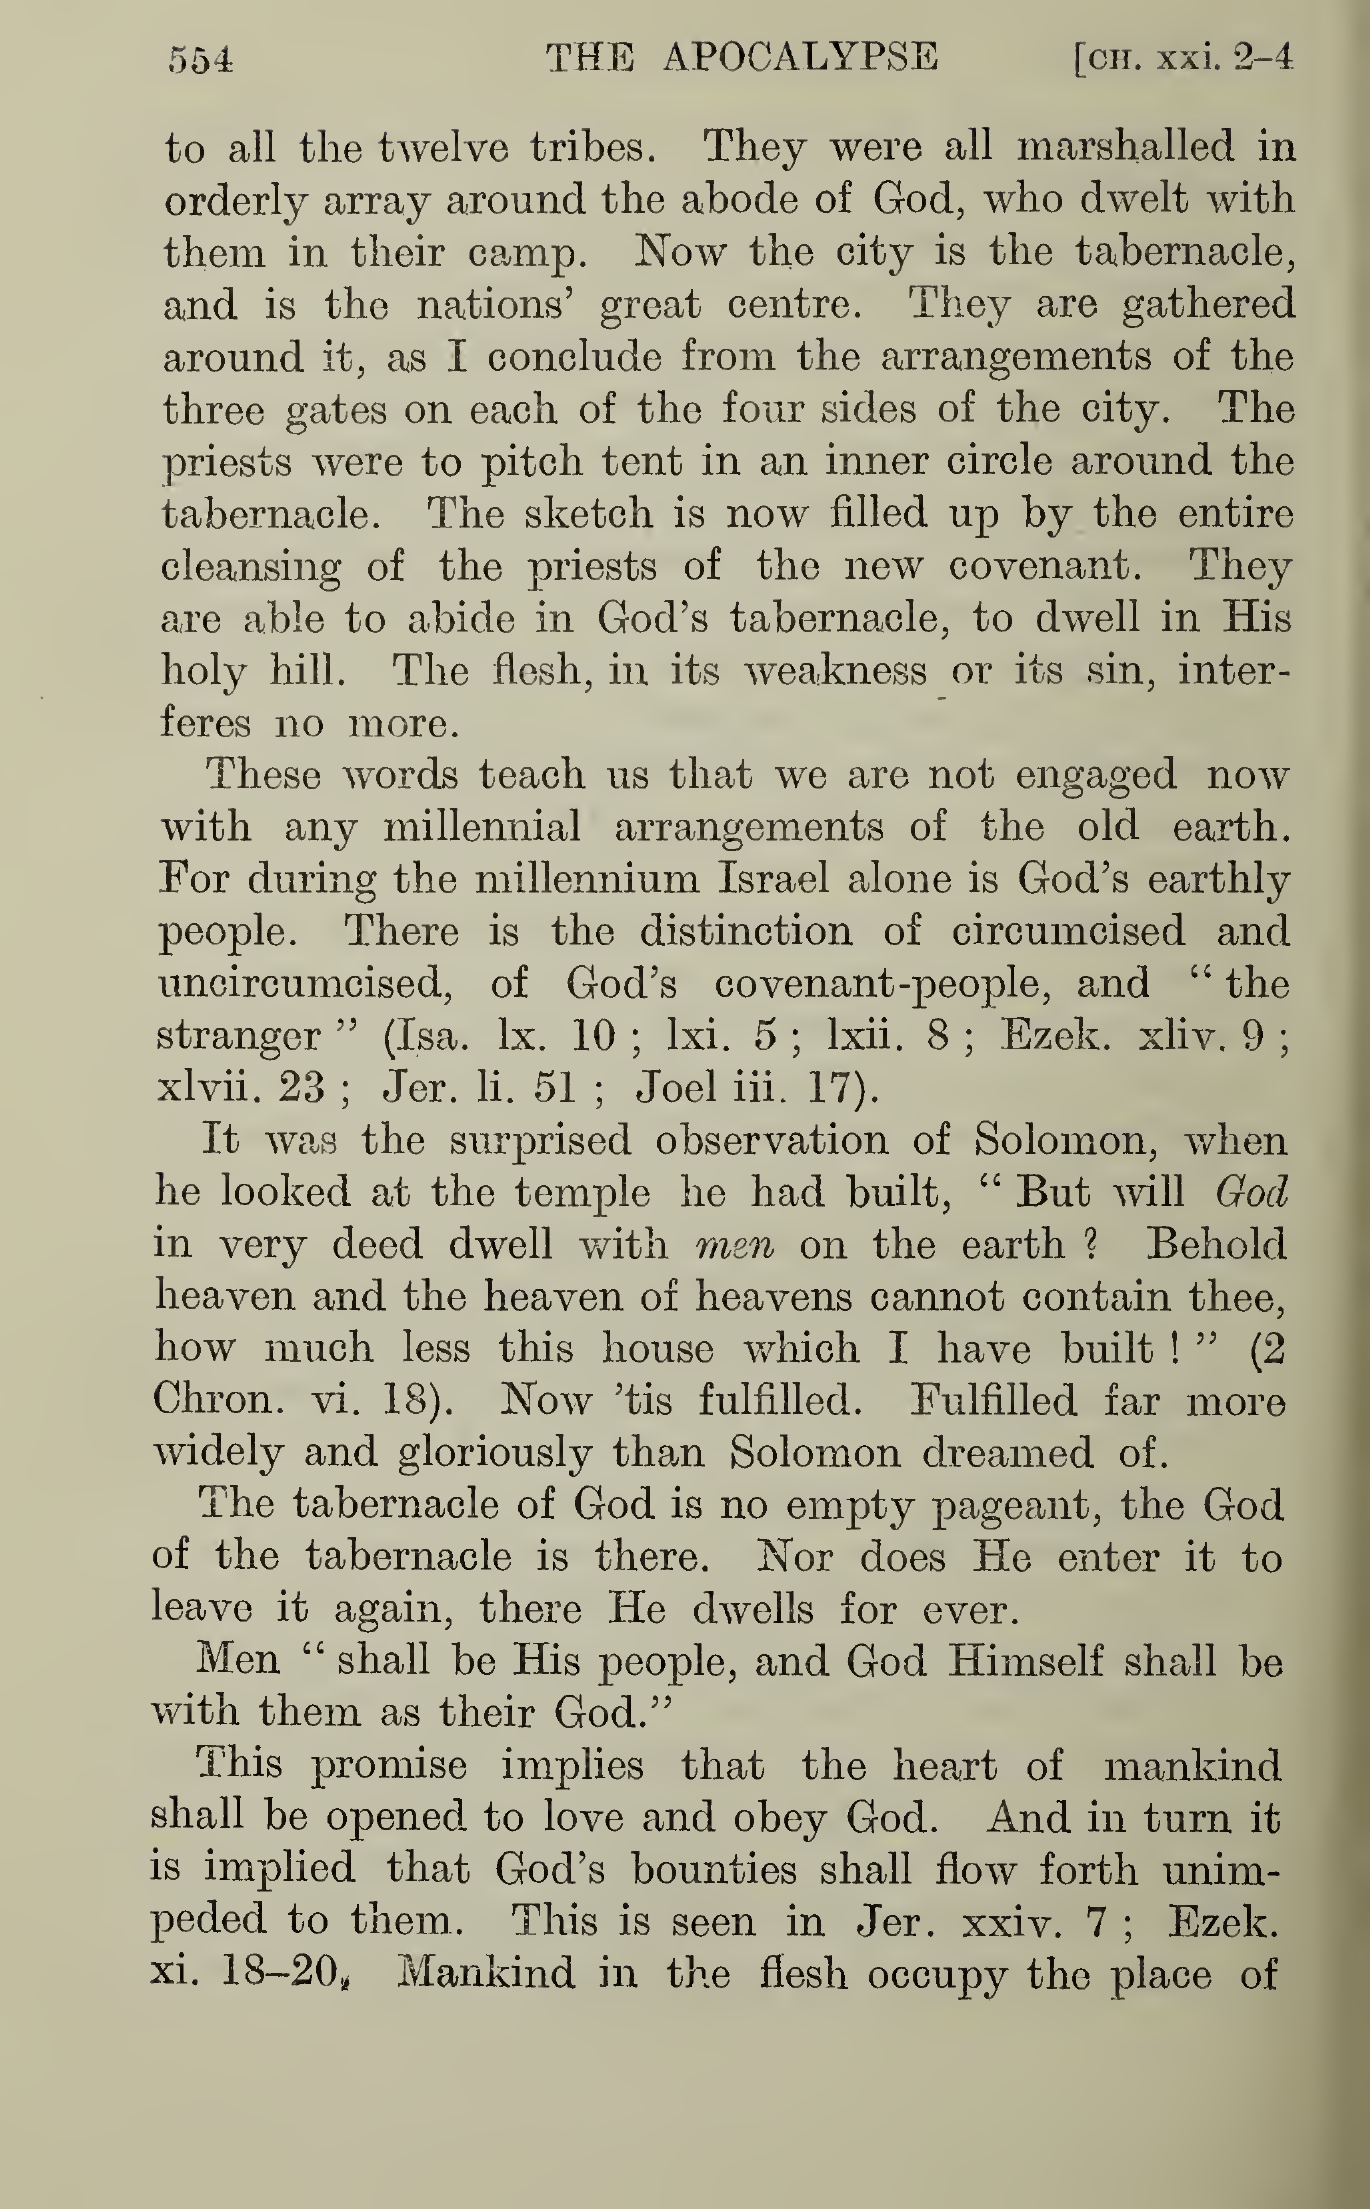 554 THE APOCALYPSE [CH. xxi. 2–4
to all the twelve tribes. They were all marshalled in
orderly array around the abode of God, who dwelt with
them in their camp. Now the city is the tabernacle,
and is the nations’ great centre. They are gathered
around it, as I conclude from the arrangements of the
three gates on each of the four sides of the city. The
priests were to pitch tent in an inner circle around the
tabernacle. The sketch is now filled up by the entire
cleansing of the priests of the new covenant. They
are able to abide in God’s tabernacle, to dwell in His
holy hill. The flesh, in its weakness or its sin, inter-
feres no more.
These words teach us that we are not engaged now
with any millennial arrangements of the old earth.
For during the millennium Israel alone is God’s earthly
people. There is the distinction of circumcised and
uncircumcised, of God’s covenant-people, and “ the
stranger ” (Isa. lx. 10 ; lxi. 5 ; lxii. 8 ; Ezek. xliv. 9 ;
xlvii. 23 ; Jer. li. 51 ; Joel iii. 17).
It was the surprised observation of Solomon, when
he looked at the temple he had built, “ But will God
in very deed dwell with men on the earth ? Behold
heaven and the heaven of heavens cannot contain thee,
how much less this house which I have built ! ” (2
Chron. vi. 18). Now ’tis fulfilled. Fulfilled far more
widely and gloriously than Solomon dreamed of.
The tabernacle of God is no empty pageant, the God
of the tabernacle is there. Nor does He enter it to
leave it again, there He dwells for ever.
Men “ shall be His people, and God Himself shall be
with them as their God.”
This promise implies that the heart of mankind
shall be opened to love and obey God. And in turn it
is implied that God’s bounties shall flow forth unim-
peded to them. This is seen in Jer. xxiv. 7 ; Ezek.
xi. 18–20, Mankind in the flesh occupy the place of